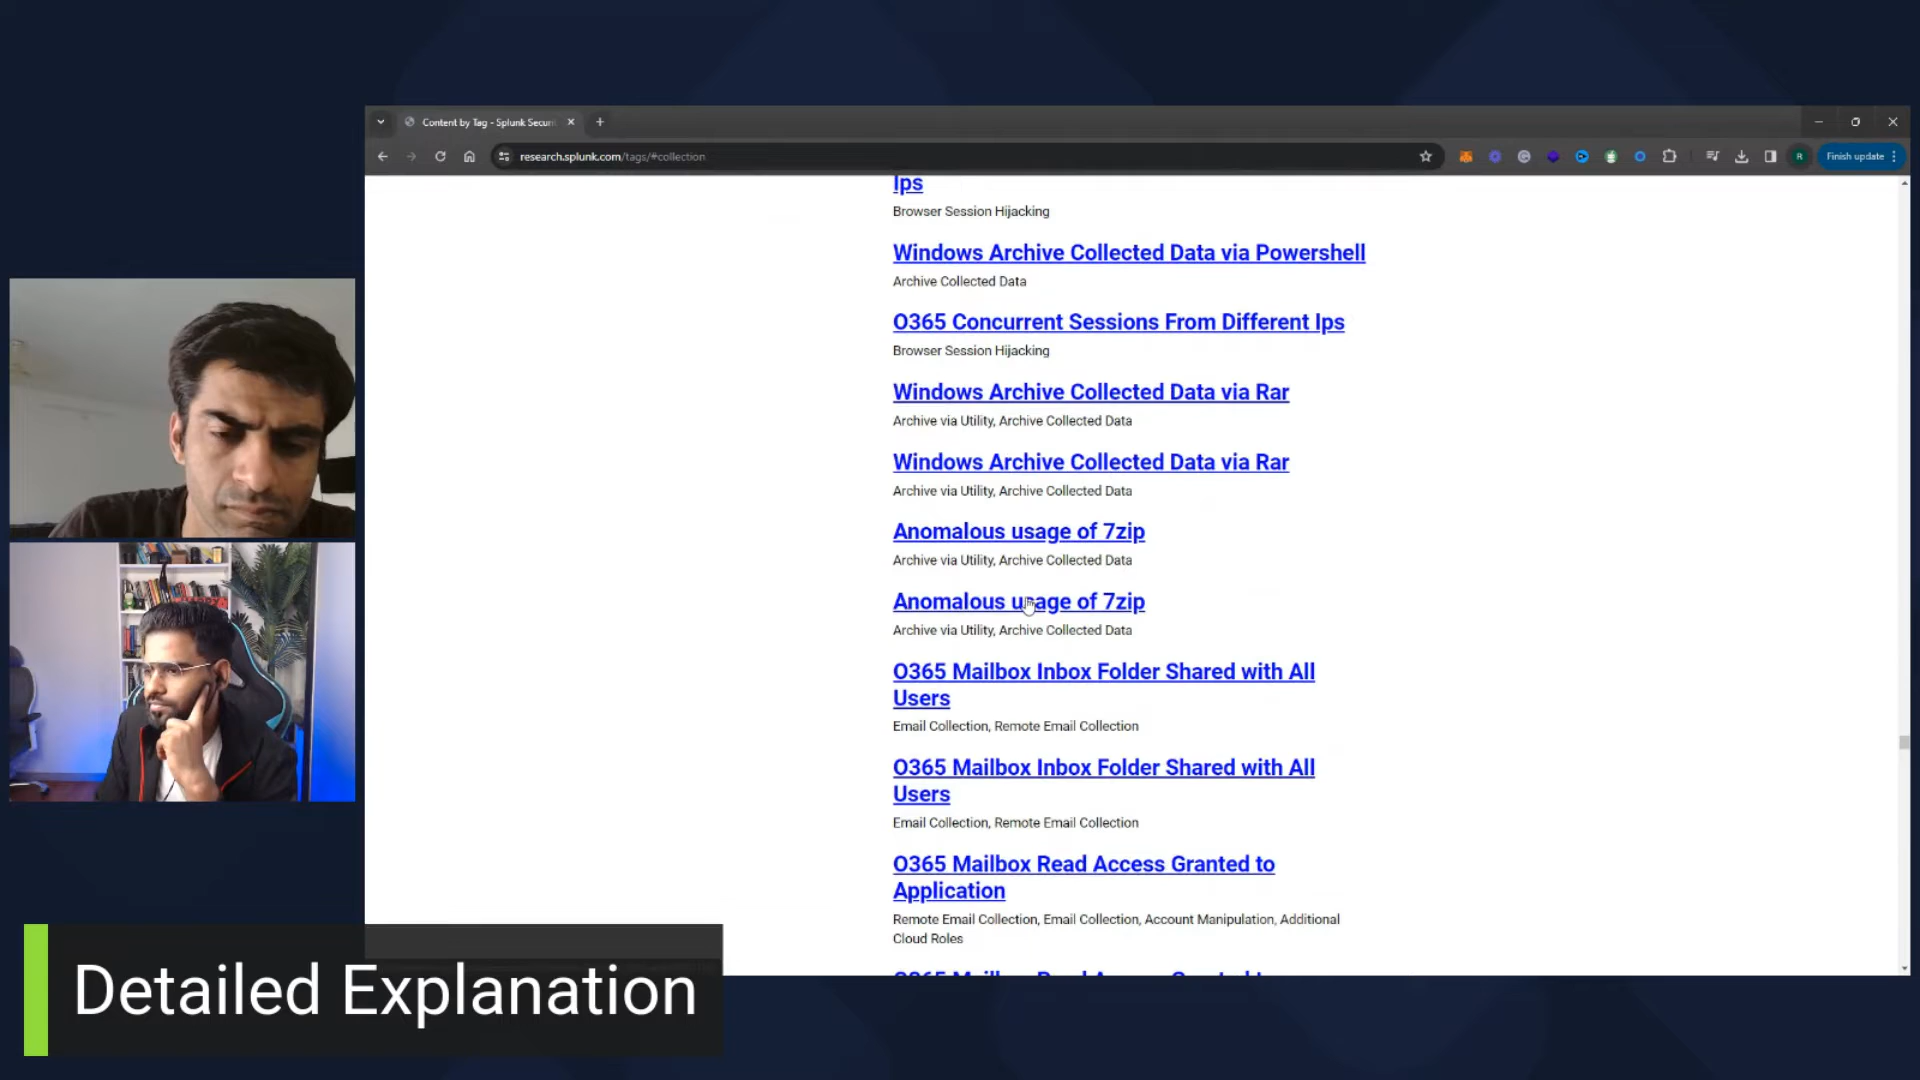 Content by Tag - Splunk Securi
research.splunk.com/tags/#collection
R
Finish update
Ips
Browser Session Hijacking
Windows Archive Collected Data via Powershell
Archive Collected Data
O365 Concurrent Sessions From Different Ips
Browser Session Hijacking
Windows Archive Collected Data via Rar
Archive via Utility, Archive Collected Data
Windows Archive Collected Data via Rar
Archive via Utility, Archive Collected Data
Anomalous usage of 7zip
Archive via Utility, Archive Collected Data
Anomalous usage of 7zip
Archive via Utility, Archive Collected Data
O365 Mailbox Inbox Folder Shared with All
Users
Email Collection, Remote Email Collection
O365 Mailbox Inbox Folder Shared with All
Users
Email Collection, Remote Email Collection
O365 Mailbox Read Access Granted to
Application
Remote Email Collection, Email Collection, Account Manipulation, Additional
Cloud Roles
Detailed Explanation